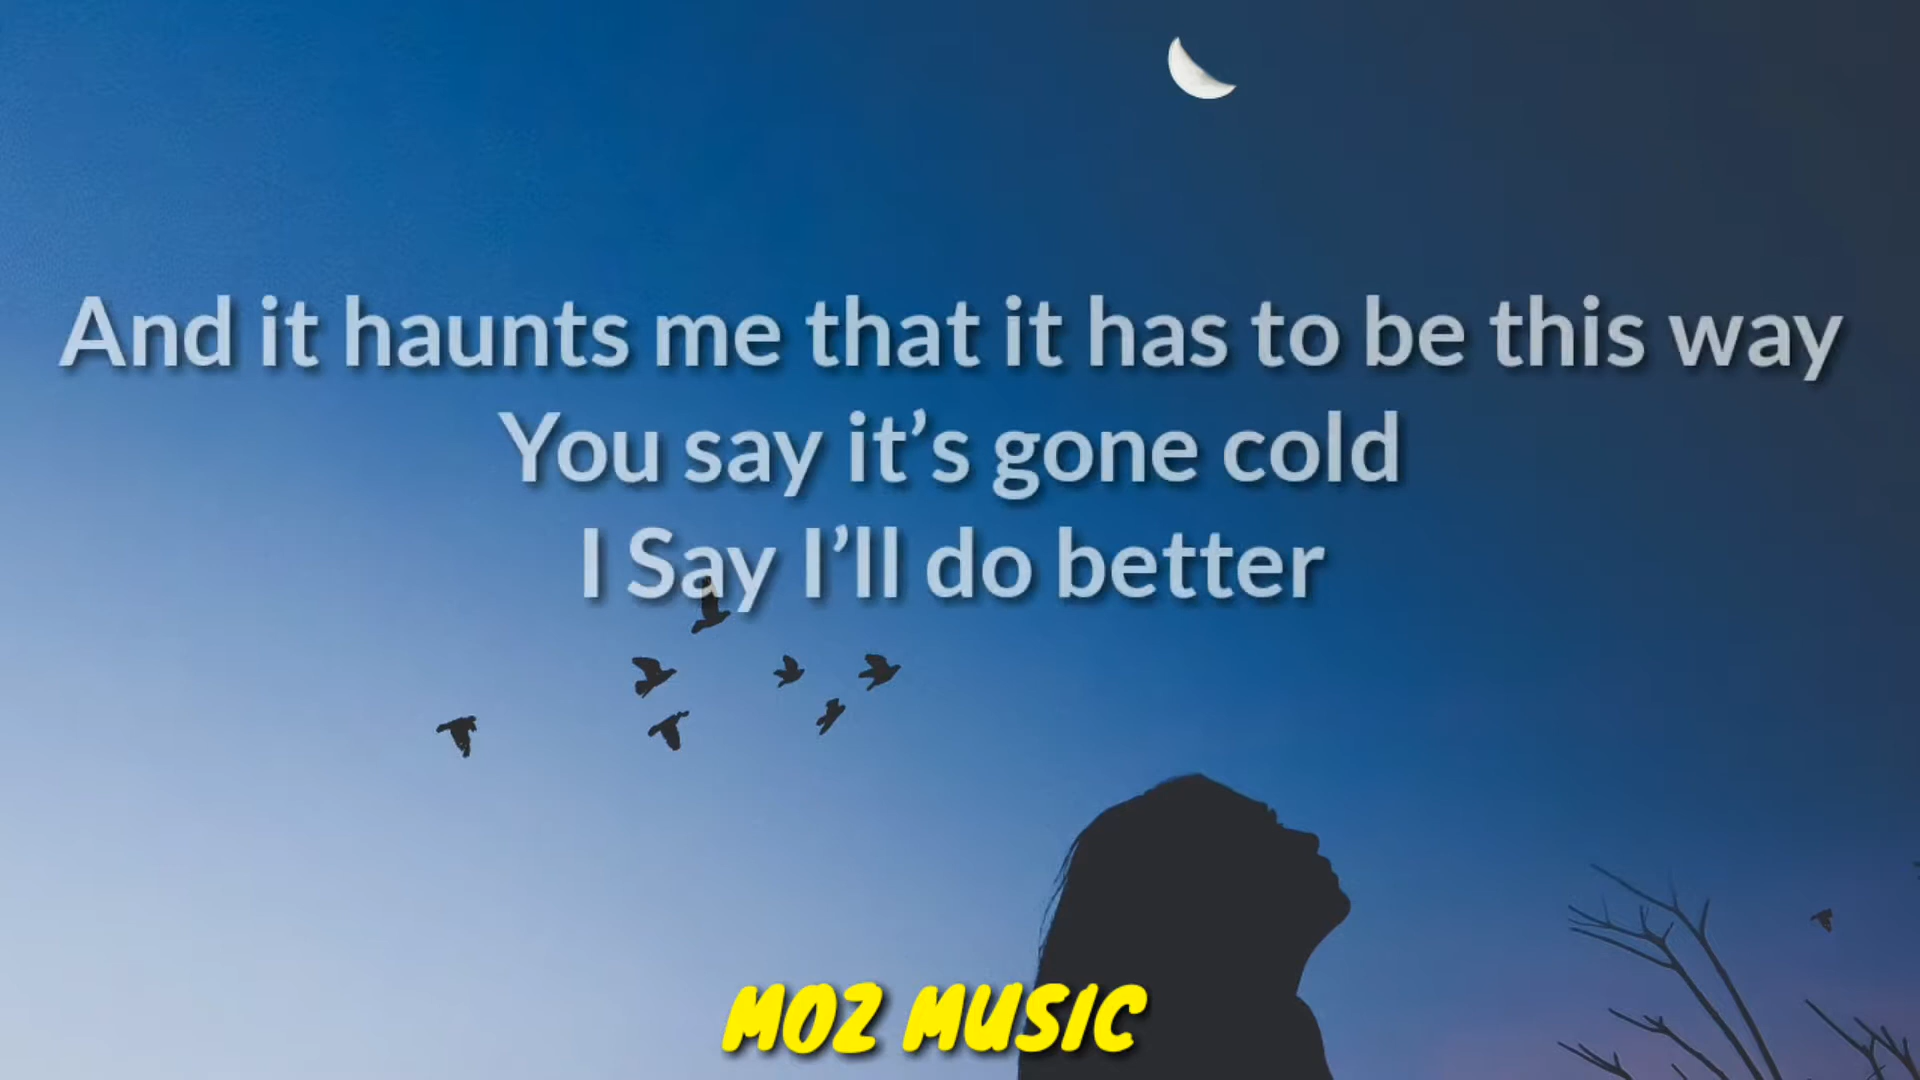 And it haunts me that it has to be this way
You say it’s gone cold
I Say I’ll do better
MOZ MUSIC